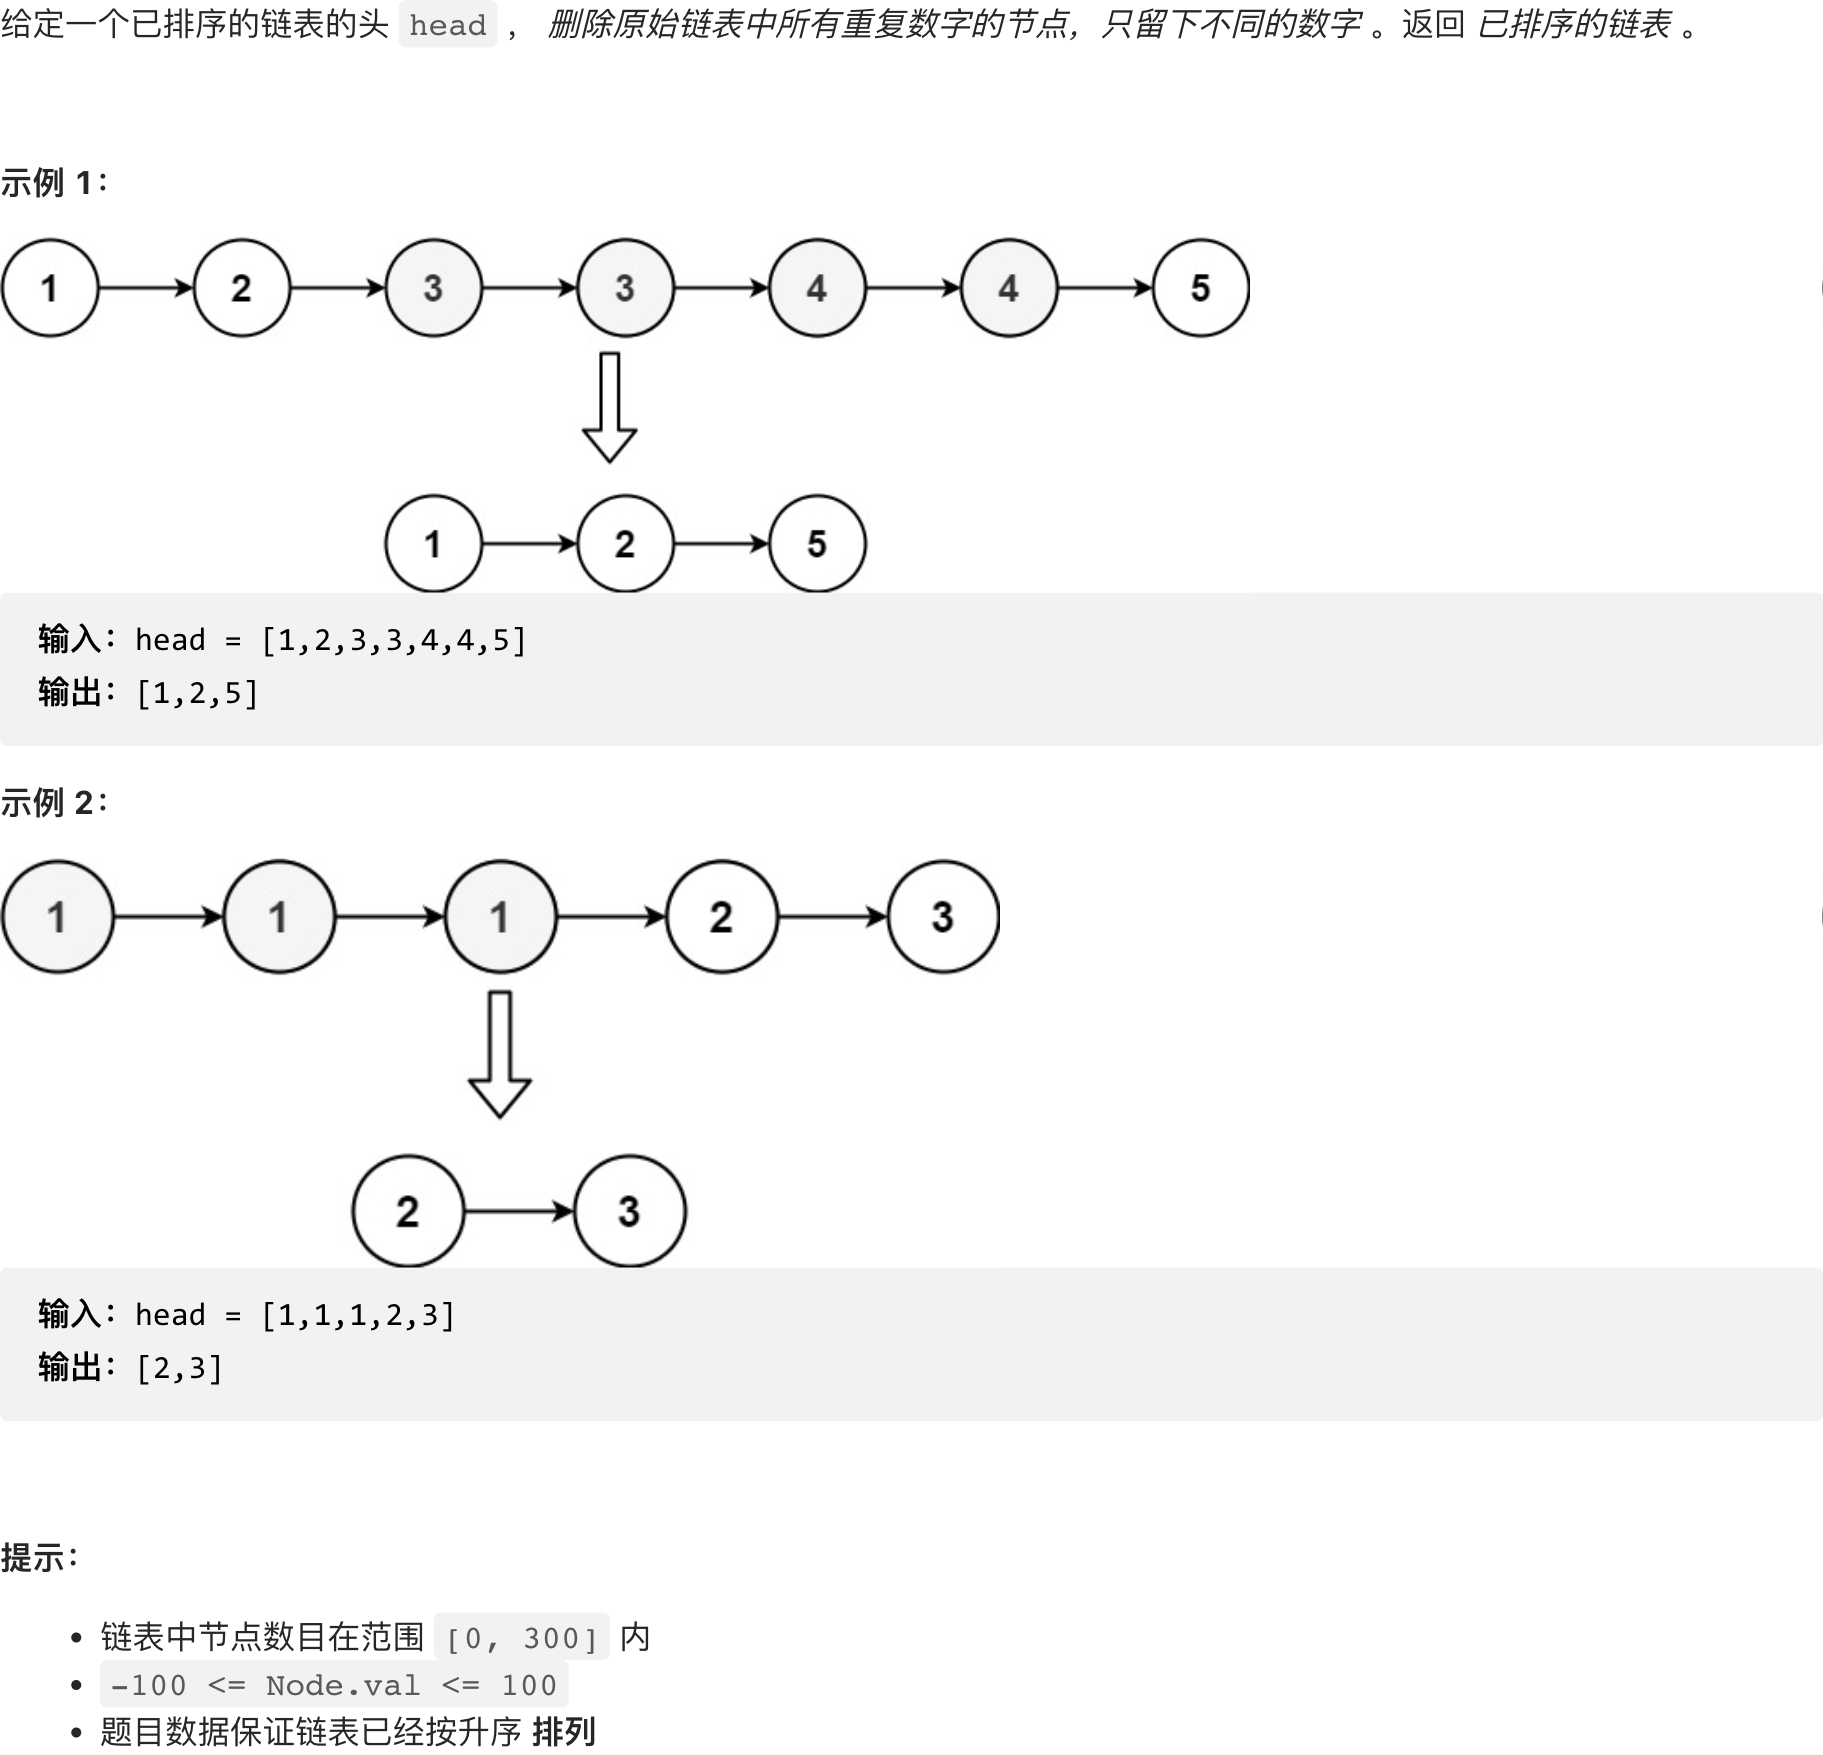 给定一个已排序的链表的头 head ， 删除原始链表中所有重复数字的节点，只留下不同的数字 。返回 已排序的链表 。
示例 1：
1 2 3 3 4 4 5
1 2 5
输入：head = [1,2,3,3,4,4,5]
输出：[1,2,5]
示例 2：
1 1 1 2 3
2 3
输入：head = [1,1,1,2,3]
输出：[2,3]
提示：
• 链表中节点数目在范围 [0, 300] 内
• -100 <= Node.val <= 100
• 题目数据保证链表已经按升序 排列